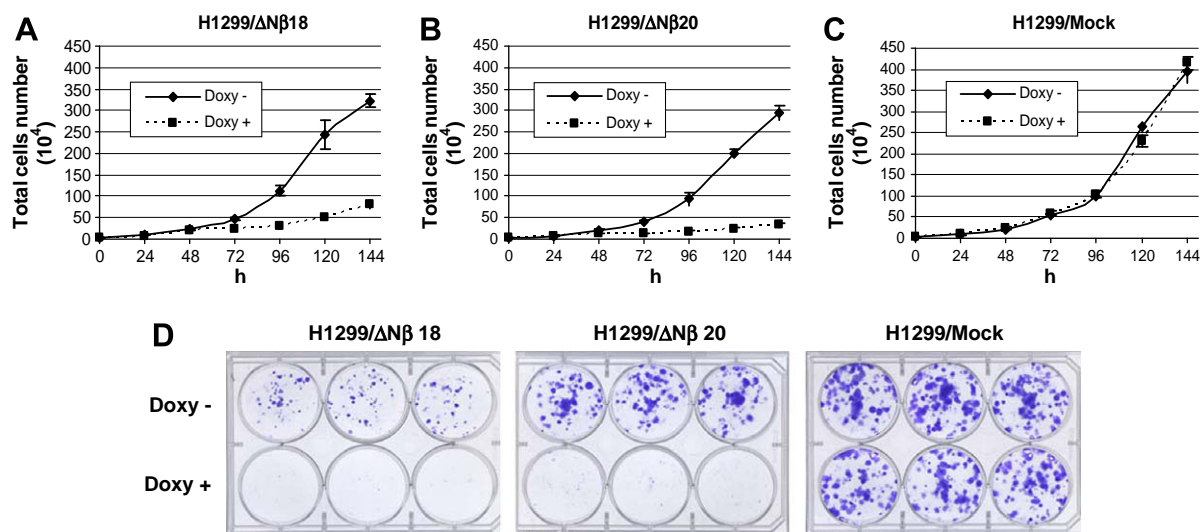 A
H1299/ΔNβ18
Total cells number
(10⁴)
450
400
350
300
250
200
150
100
50
0
Doxy -
Doxy +
0 24 48 72 96 120 144
h
B
H1299/ΔNβ20
Total cells number
(10⁴)
450
400
350
300
250
200
150
100
50
0
Doxy -
Doxy +
0 24 48 72 96 120 144
h
C
H1299/Mock
Total cells number
(10⁴)
450
400
350
300
250
200
150
100
50
0
Doxy -
Doxy +
0 24 48 72 96 120 144
h
D
H1299/ΔNβ 18
H1299/ΔNβ 20
H1299/Mock
Doxy -
Doxy +